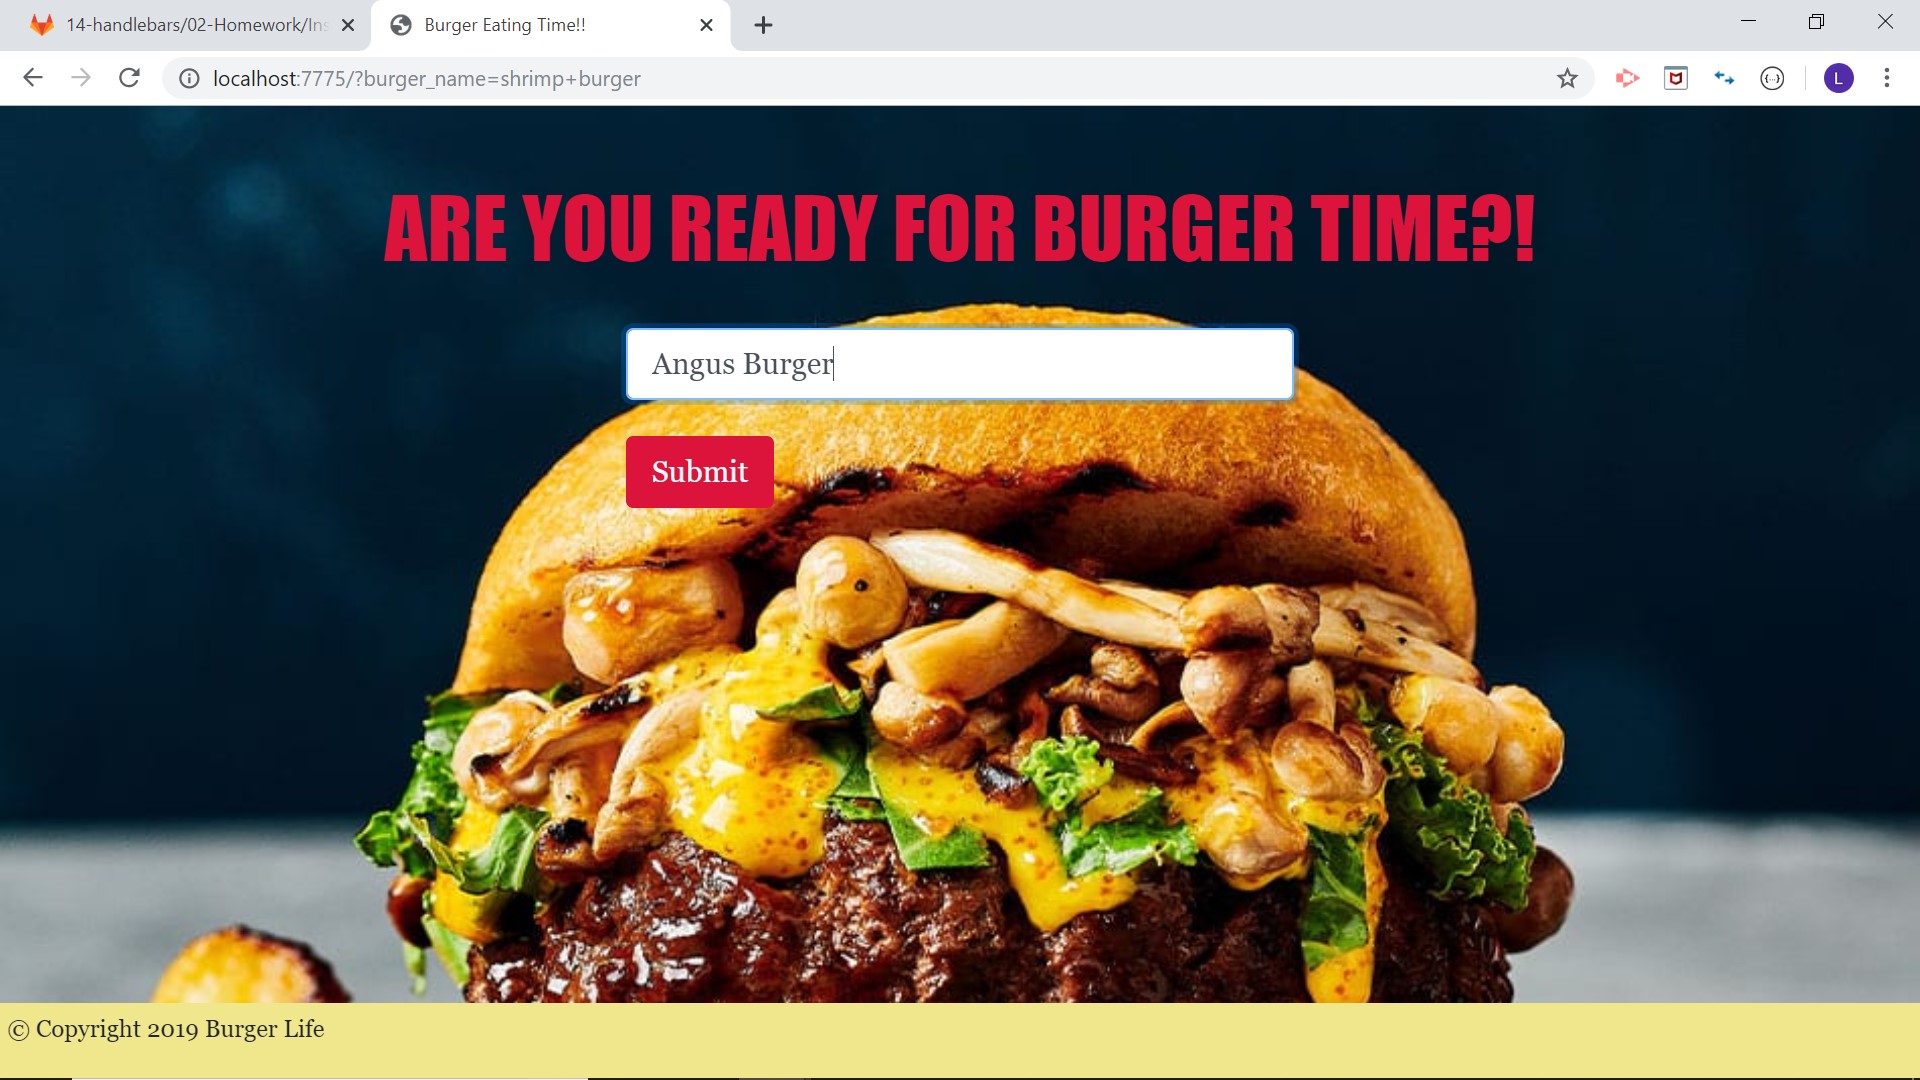 14-handlebars/02-Homework/Ins
Burger Eating Time!!
localhost:7775/?burger_name=shrimp+burger
L
ARE YOU READY FOR BURGER TIME?!
Angus Burger
Submit
© Copyright 2019 Burger Life